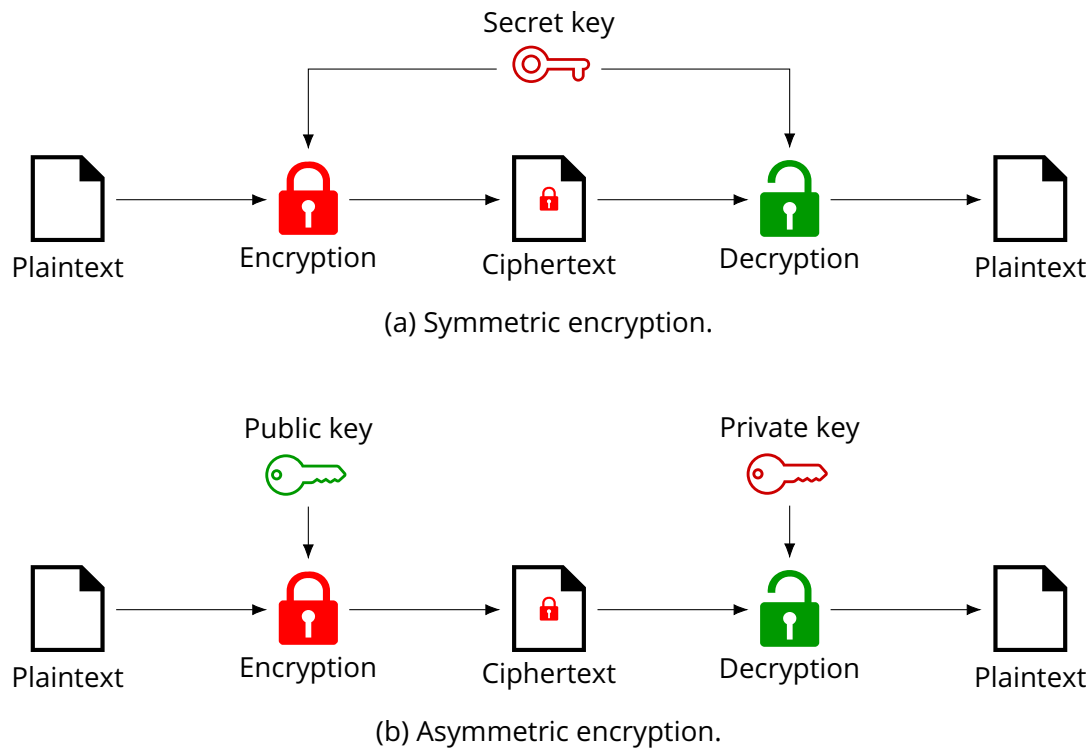 Secret key
Plaintext
Encryption
Ciphertext
Decryption
Plaintext
(a) Symmetric encryption.
Public key
Private key
Plaintext
Encryption
Ciphertext
Decryption
Plaintext
(b) Asymmetric encryption.